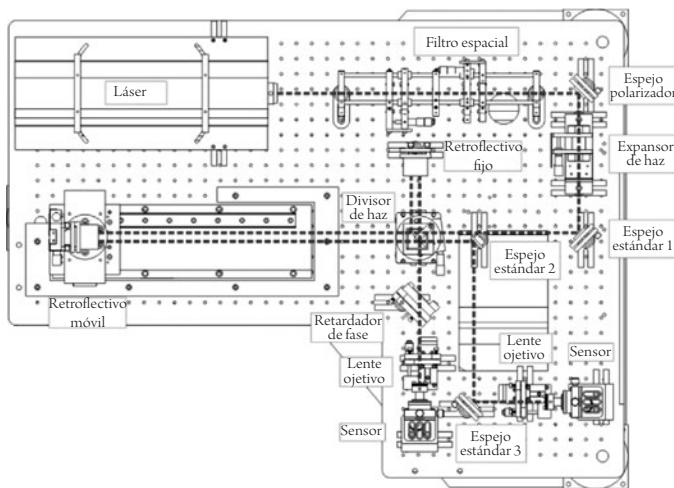 Filtro espacial
Láser
Espejo
polarizador
Retroflectivo
fijo
Expansor
de haz
Divisor
de haz
Espejo
estándar 2
Espejo
estándar 1
Retroflectivo
móvil
Retardador
de fase
Lente
ojetivo
Lente
ojetivo
Sensor
Sensor
Espejo
estándar 3